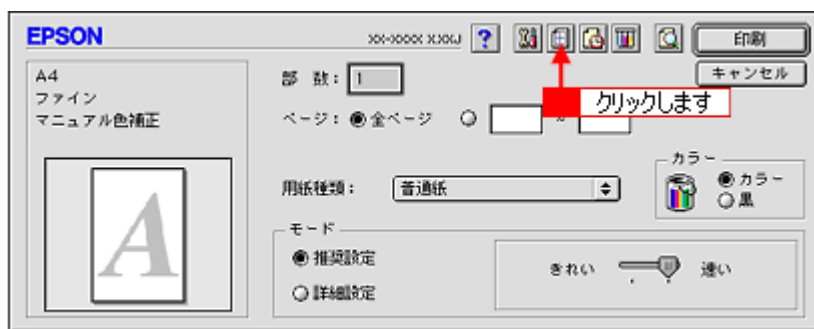 EPSON
XX-XXXX X.XXJ
?
印刷
A4
ファイン
マニュアル色補正
部 数: 1
キャンセル
クリックします
ページ: 全ページ
カラー
カラー
黒
用紙種類: 普通紙
モード
推奨設定
詳細設定
きれい 速い
A